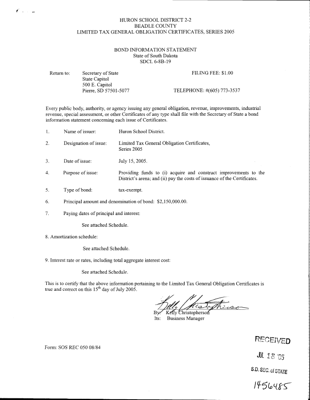 HURON SCHOOL DISTRICT 2-2
BEADLE COUNTY
LIMITED TAX GENERAL OBLIGATION CERTIFICATES, SERIES 2005
BOND INFORMATION STATEMENT
State of South Dakota
SDCL 6-8B-19
Return to: Secretary of State FILING FEE: $1.00
State Capitol
500 E. Capitol
Pierre, SD 57501-5077 TELEPHONE: #(605) 773-3537
Every public body, authority, or agency issuing any general obligation, revenue, improvements, industrial
revenue, special assessment, or other Certificates of any type shall file with the Secretary of State a bond
information statement concerning each issue of Certificates.
1. Name of issuer: Huron School District.
2. Designation of issue: Limited Tax General Obligation Certificates,
Series 2005
3. Date of issue: July 15, 2005.
4. Purpose of issue: Providing funds to (i) acquire and construct improvements to the
District's arena, and (ii) pay the costs of issuance of the Certificates.
5. Type of bond: tax-exempt.
6. Principal amount and denomination of bond: $2,150,000.00.
7. Paying dates of principal and interest:
See attached Schedule.
8. Amortization schedule:
See attached Schedule.
9. Interest rate or rates, including total aggregate interest cost:
See attached Schedule.
This is to certify that the above information pertaining to the Limited Tax General Obligation Certificates is
true and correct on this 15th day of July 2005.
Kelly Christopherson
By: Kelly Christopherson
Its: Business Manager
RECEIVED
Form: SOS REC 050 08/84
JUL 18 '05
S.D. SEC. of STATE
1956485